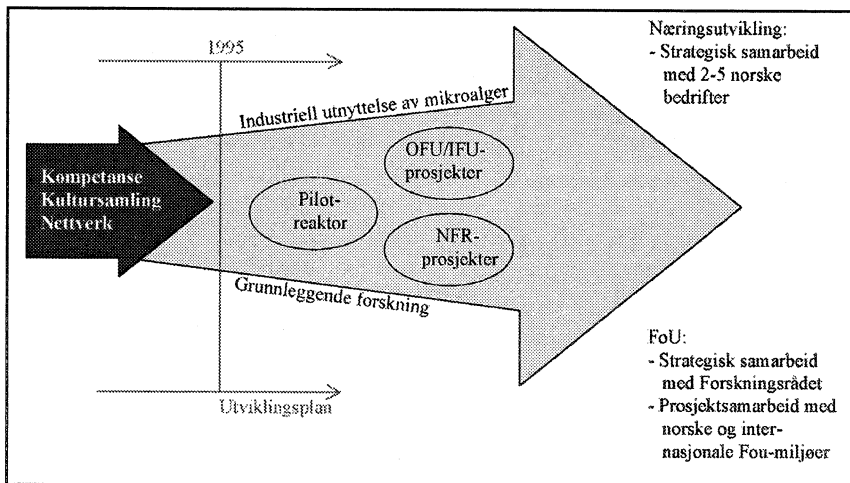 1995
Industriell utnyttelse av mikroalger
Kompetanse
Kultursamling
Nettverk
Pilot-
reaktor
OFU/IFU-
prosjekter
NFR-
prosjekter
Grunnleggende forskning
Utviklingsplan
Næringsutvikling:
- Strategisk samarbeid
med 2-5 norske
bedrifter
FoU:
- Strategisk samarbeid
med Forskningsrådet
- Prosjektsamarbeid med
norske og inter-
nasjonale Fou-miljøer